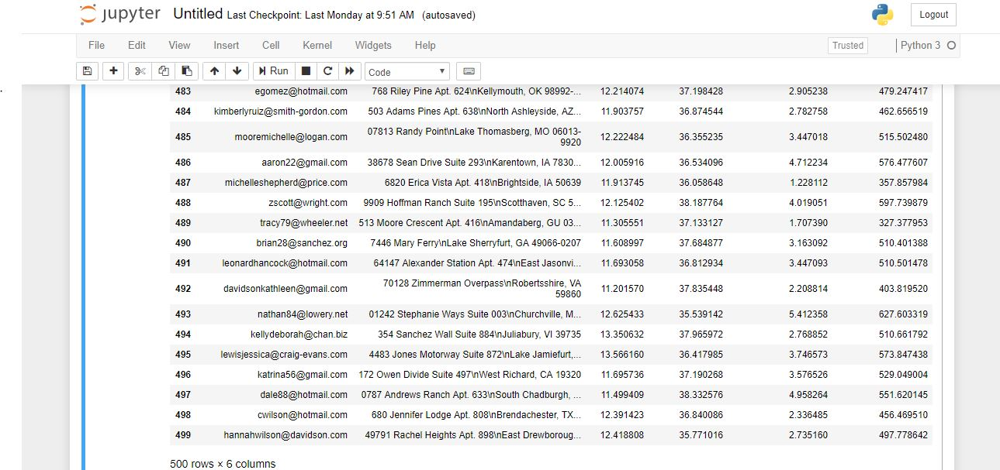 jupyter Untitled Last Checkpoint: Last Monday at 9:51 AM (autosaved) Logout
File Edit View Insert Cell Kernel Widgets Help Trusted Python 3
Run Code
483 egomez@hotmail.com 768 Riley Pine Apt. 624\nKellymouth, OK 98992-... 12.214074 37.198428 2.905238 479.247417
484 kimberlyruiz@smith-gordon.com 503 Adams Pines Apt. 638\nNorth Ashleyside, AZ... 11.903757 36.874544 2.782758 462.656519
485 mooremichelle@logan.com 07813 Randy Point\nLake Thomasberg, MO 06013-
9920 12.222484 36.355235 3.447018 515.502480
486 aaron22@gmail.com 38678 Sean Drive Suite 293\nKarentown, IA 7830... 12.005916 36.534096 4.712234 576.477607
487 michelleshepherd@price.com 6820 Erica Vista Apt. 418\nBrightside, IA 50639 11.913745 36.058648 1.228112 357.857984
488 zscott@wright.com 9909 Hoffman Ranch Suite 195\nScotthaven, SC 5... 12.125402 38.187764 4.019051 597.739879
489 tracy79@wheeler.net 513 Moore Crescent Apt. 416\nAmandaberg, GU 03... 11.305551 37.133127 1.707390 327.377953
490 brian28@sanchez.org 7446 Mary Ferry\nLake Sherryfurt, GA 49066-0207 11.608997 37.684877 3.163092 510.401388
491 leonardhancock@hotmail.com 64147 Alexander Station Apt. 474\nEast Jasonvi... 11.693058 36.812934 3.447093 510.501478
492 davidsonkathleen@gmail.com 70128 Zimmerman Overpass\nRobertsshire, VA
59860 11.201570 37.835448 2.208814 403.819520
493 nathan84@lowery.net 01242 Stephanie Ways Suite 003\nChurchville, M... 12.625433 35.539142 5.412358 627.603319
494 kellydeborah@chan.biz 354 Sanchez Wall Suite 884\nJuliabury, VI 39735 13.350632 37.965972 2.768852 510.661792
495 lewisjessica@craig-evans.com 4483 Jones Motorway Suite 872\nLake Jamiefurt,... 13.566160 36.417985 3.746573 573.847438
496 katrina56@gmail.com 172 Owen Divide Suite 497\nWest Richard, CA 19320 11.695736 37.190268 3.576526 529.049004
497 dale88@hotmail.com 0787 Andrews Ranch Apt. 633\nSouth Chadburgh, ... 11.499409 38.332576 4.958264 551.620145
498 cwilson@hotmail.com 680 Jennifer Lodge Apt. 808\nBrendachester, TX... 12.391423 36.840086 2.336485 456.469510
499 hannahwilson@davidson.com 49791 Rachel Heights Apt. 898\nEast Drewboroug... 12.418808 35.771016 2.735160 497.778642
500 rows × 6 columns